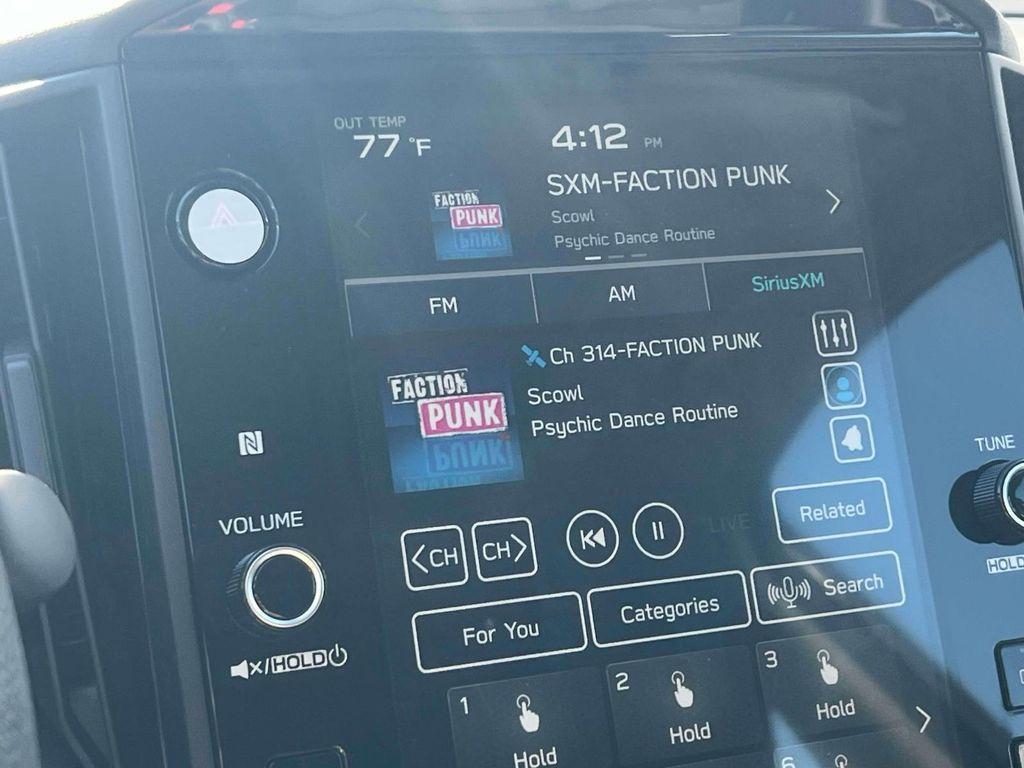 OUT TEMP
77 °F
4:12 PM
FACTION
PUNK
SXM-FACTION PUNK
Scowl
Psychic Dance Routine
FM
AM
SiriusXM
FACTION
PUNK
Ch 314-FACTION PUNK
Scowl
Psychic Dance Routine
N
VOLUME
TUNE
<CH
CH>
LIVE
Related
For You
Categories
Search
/HOLD
HOLD
1
Hold
2
Hold
3
Hold
6